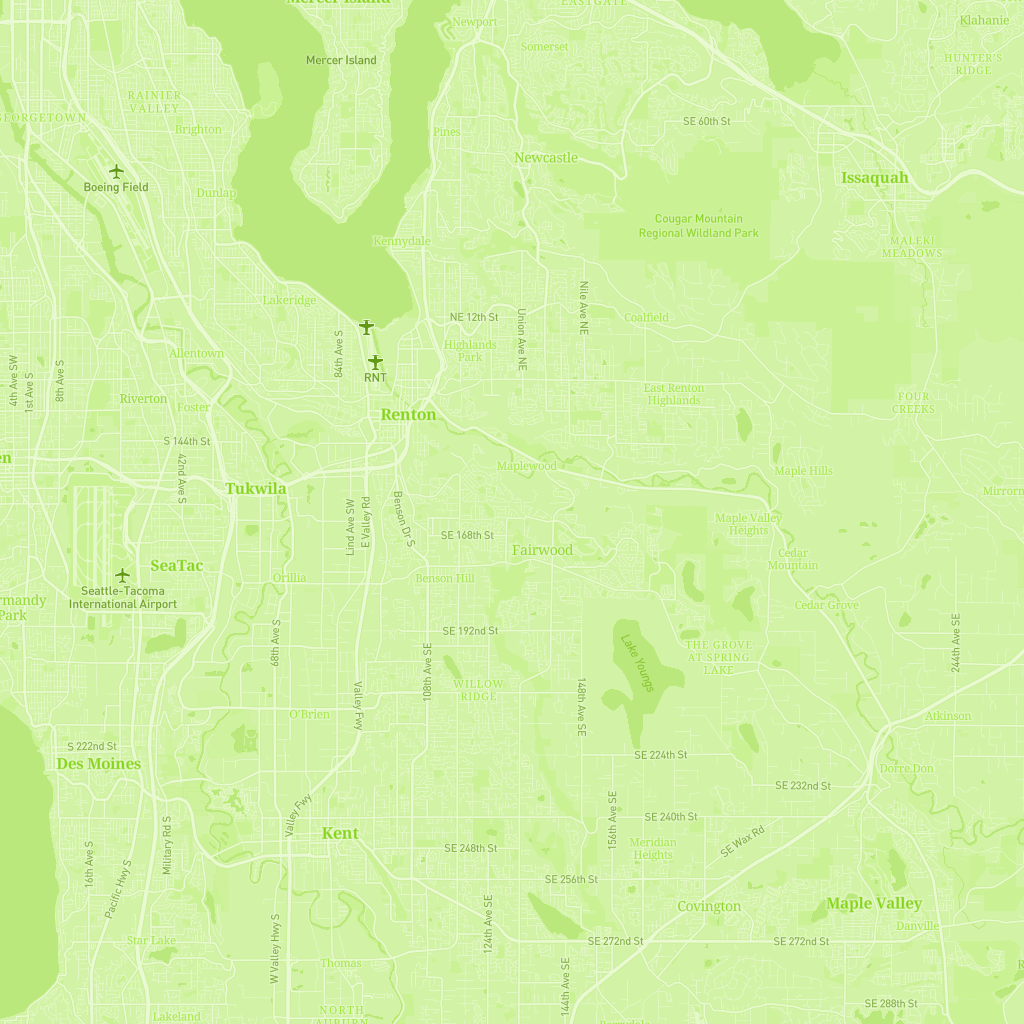 Mercer Island
EASTGATE
Newport
Klahanie
Somerset
Mercer Island
HUNTER'S
RIDGE
RAINIER
VALLEY
GEORGETOWN
SE 60th St
Brighton
Pines
Newcastle
Boeing Field
Issaquah
Dunlap
Cougar Mountain
Regional Wildland Park
Kennydale
MALEKI
MEADOWS
Lakeridge
Nile Ave NE
NE 12th St
Coalfield
Union Ave NE
84th Ave S
Highlands
Park
Allentown
RNT
4th Ave SW
1st Ave S
8th Ave S
East Renton
Highlands
Riverton
Foster
FOUR
CREEKS
Renton
S 144th St
en
42nd Ave S
Maplewood
Maple Hills
Tukwila
Mirrorm
Lind Ave SW
E Valley Rd
Benson Dr S
Maple Valley
Heights
SE 168th St
Fairwood
SeaTac
Cedar
Mountain
Orillia
Benson Hill
Seattle-Tacoma
International Airport
rmandy
Park
Cedar Grove
68th Ave S
SE 192nd St
244th Ave SE
Lake Youngs
THE GROVE
AT SPRING
LAKE
108th Ave SE
WILLOW
RIDGE
148th Ave SE
Valley Fwy
O'Brien
Atkinson
S 222nd St
Des Moines
SE 224th St
Dorre Don
SE 232nd St
Valley Fwy
156th Ave SE
SE 240th St
Kent
Military Rd S
SE Wax Rd
SE 248th St
Meridian
Heights
16th Ave S
Pacific Hwy S
SE 256th St
Covington
Maple Valley
124th Ave SE
Danville
Star Lake
W Valley Hwy S
SE 272nd St
SE 272nd St
Thomas
144th Ave SE
SE 288th St
Lakeland
NORTH
AUBURN